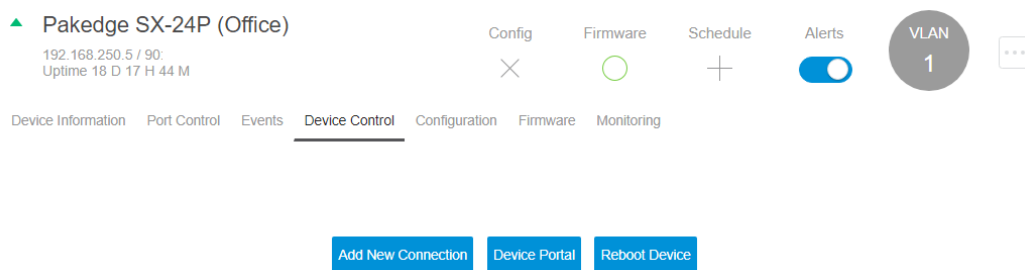 Pakedge SX-24P (Office)
192.168.250.5 / 90:
Uptime 18 D 17 H 44 M
Config Firmware Schedule Alerts
VLAN
1
Device Information Port Control Events Device Control Configuration Firmware Monitoring
Add New Connection Device Portal Reboot Device